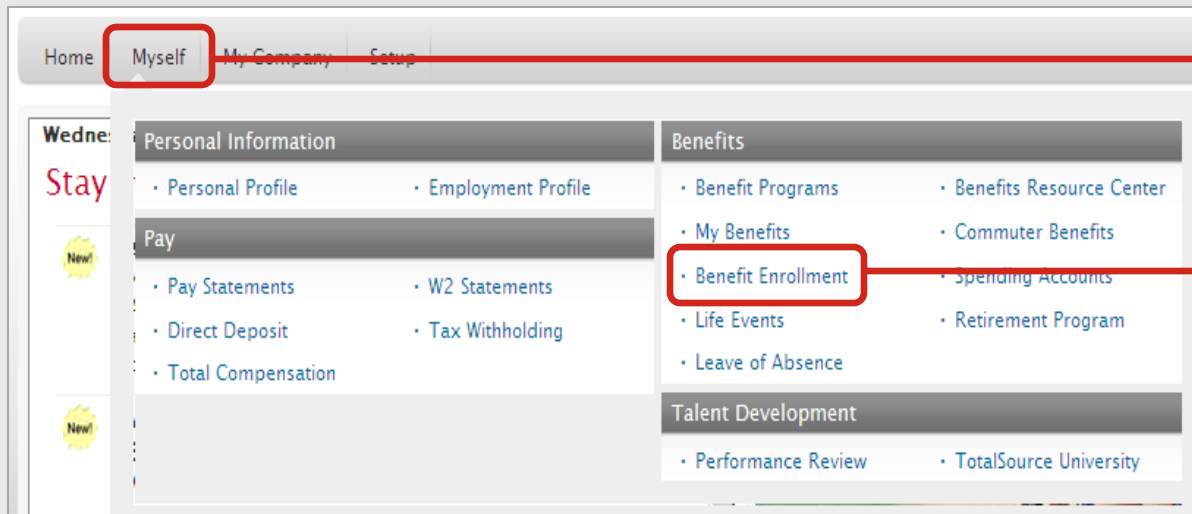 Home Myself My Company Setup
Wednes
Stay
Personal Information
· Personal Profile · Employment Profile
Pay
· Pay Statements · W2 Statements
· Direct Deposit · Tax Withholding
· Total Compensation
Benefits
· Benefit Programs · Benefits Resource Center
· My Benefits · Commuter Benefits
· Benefit Enrollment · Spending Accounts
· Life Events · Retirement Program
· Leave of Absence
Talent Development
· Performance Review · TotalSource University
New!
New!